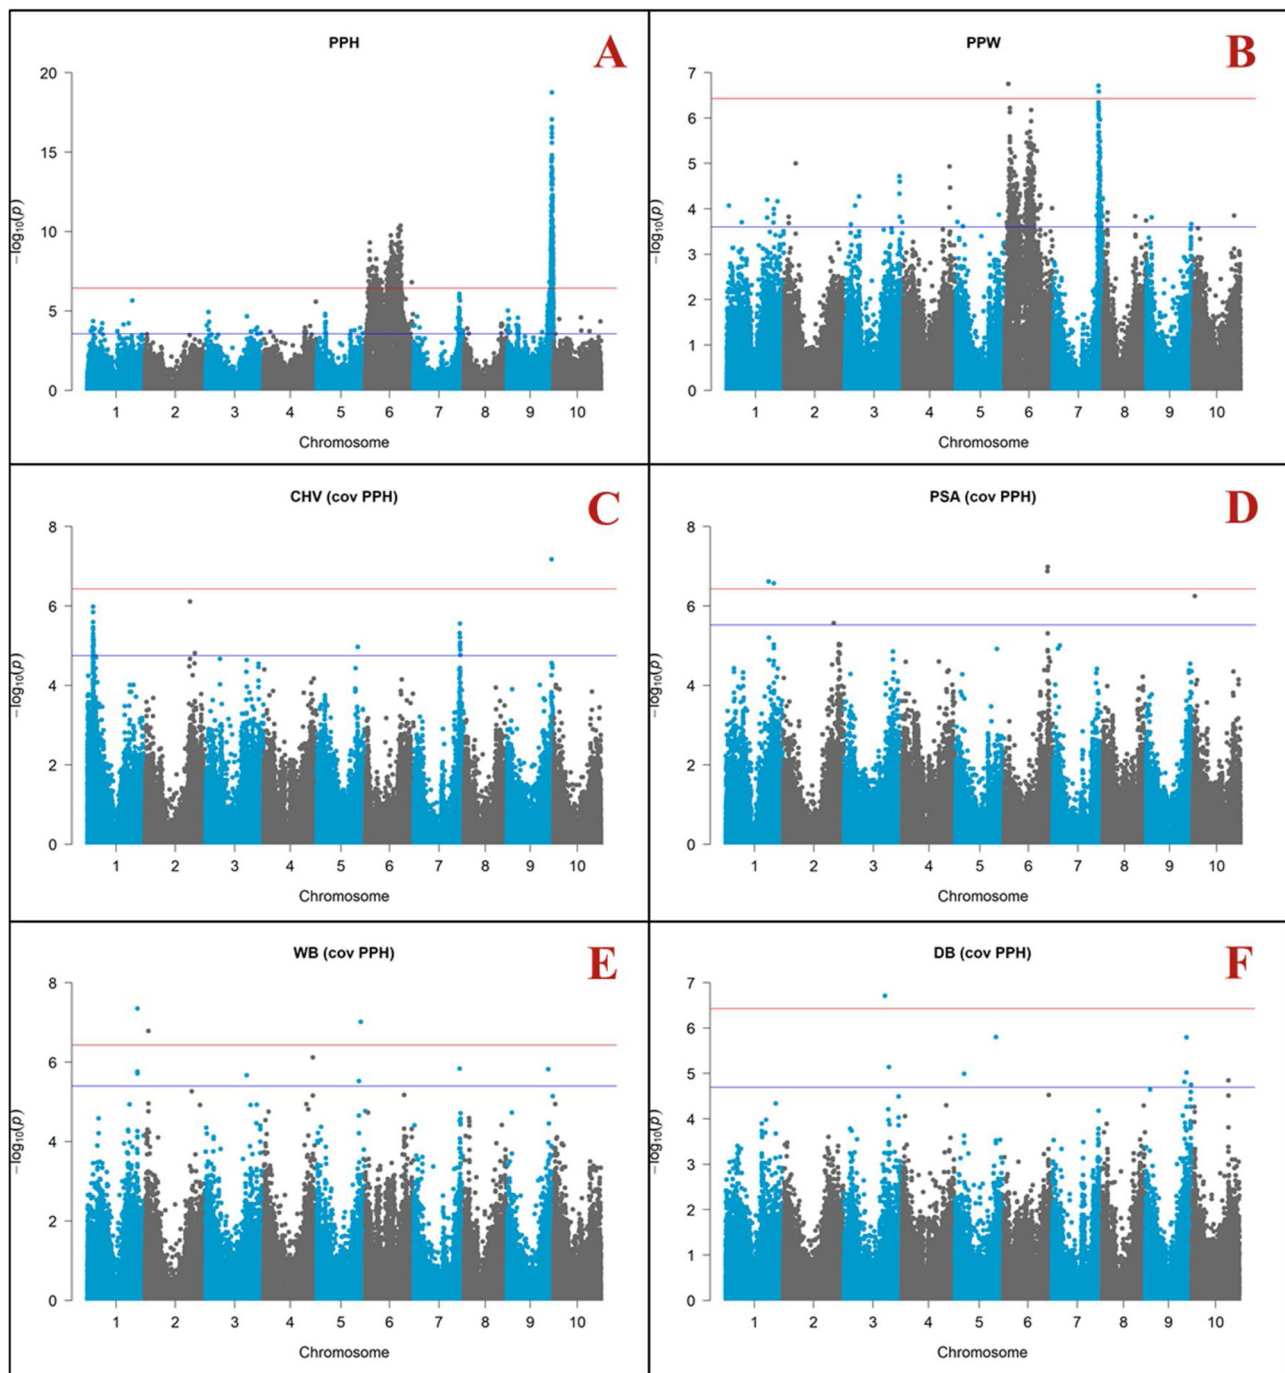 PPH
A
20
15
10
5
0
−log10(p)
1 2 3 4 5 6 7 8 9 10
Chromosome
PPW
B
7
6
5
4
3
2
1
0
−log10(p)
1 2 3 4 5 6 7 8 9 10
Chromosome
CHV (cov PPH)
C
8
6
4
2
0
−log10(p)
1 2 3 4 5 6 7 8 9 10
Chromosome
PSA (cov PPH)
D
8
6
4
2
0
−log10(p)
1 2 3 4 5 6 7 8 9 10
Chromosome
WB (cov PPH)
E
8
6
4
2
0
−log10(p)
1 2 3 4 5 6 7 8 9 10
Chromosome
DB (cov PPH)
F
7
6
5
4
3
2
1
0
−log10(p)
1 2 3 4 5 6 7 8 9 10
Chromosome